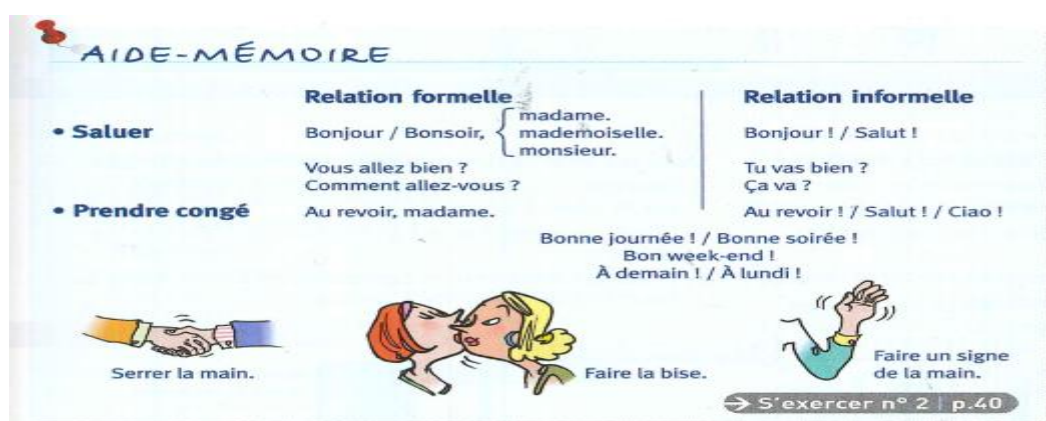 AIDE-MÉMOIRE
Relation formelle
Relation informelle
• Saluer
Bonjour / Bonsoir,
madame.
mademoiselle.
monsieur.
Bonjour ! / Salut !
Vous allez bien ?
Tu vas bien ?
Comment allez-vous ?
Ça va ?
• Prendre congé
Au revoir, madame.
Au revoir ! / Salut ! / Ciao !
Bonne journée ! / Bonne soirée !
Bon week-end !
À demain ! / À lundi !
Serrer la main.
Faire la bise.
Faire un signe
de la main.
→ S'exercer n° 2 | p.40